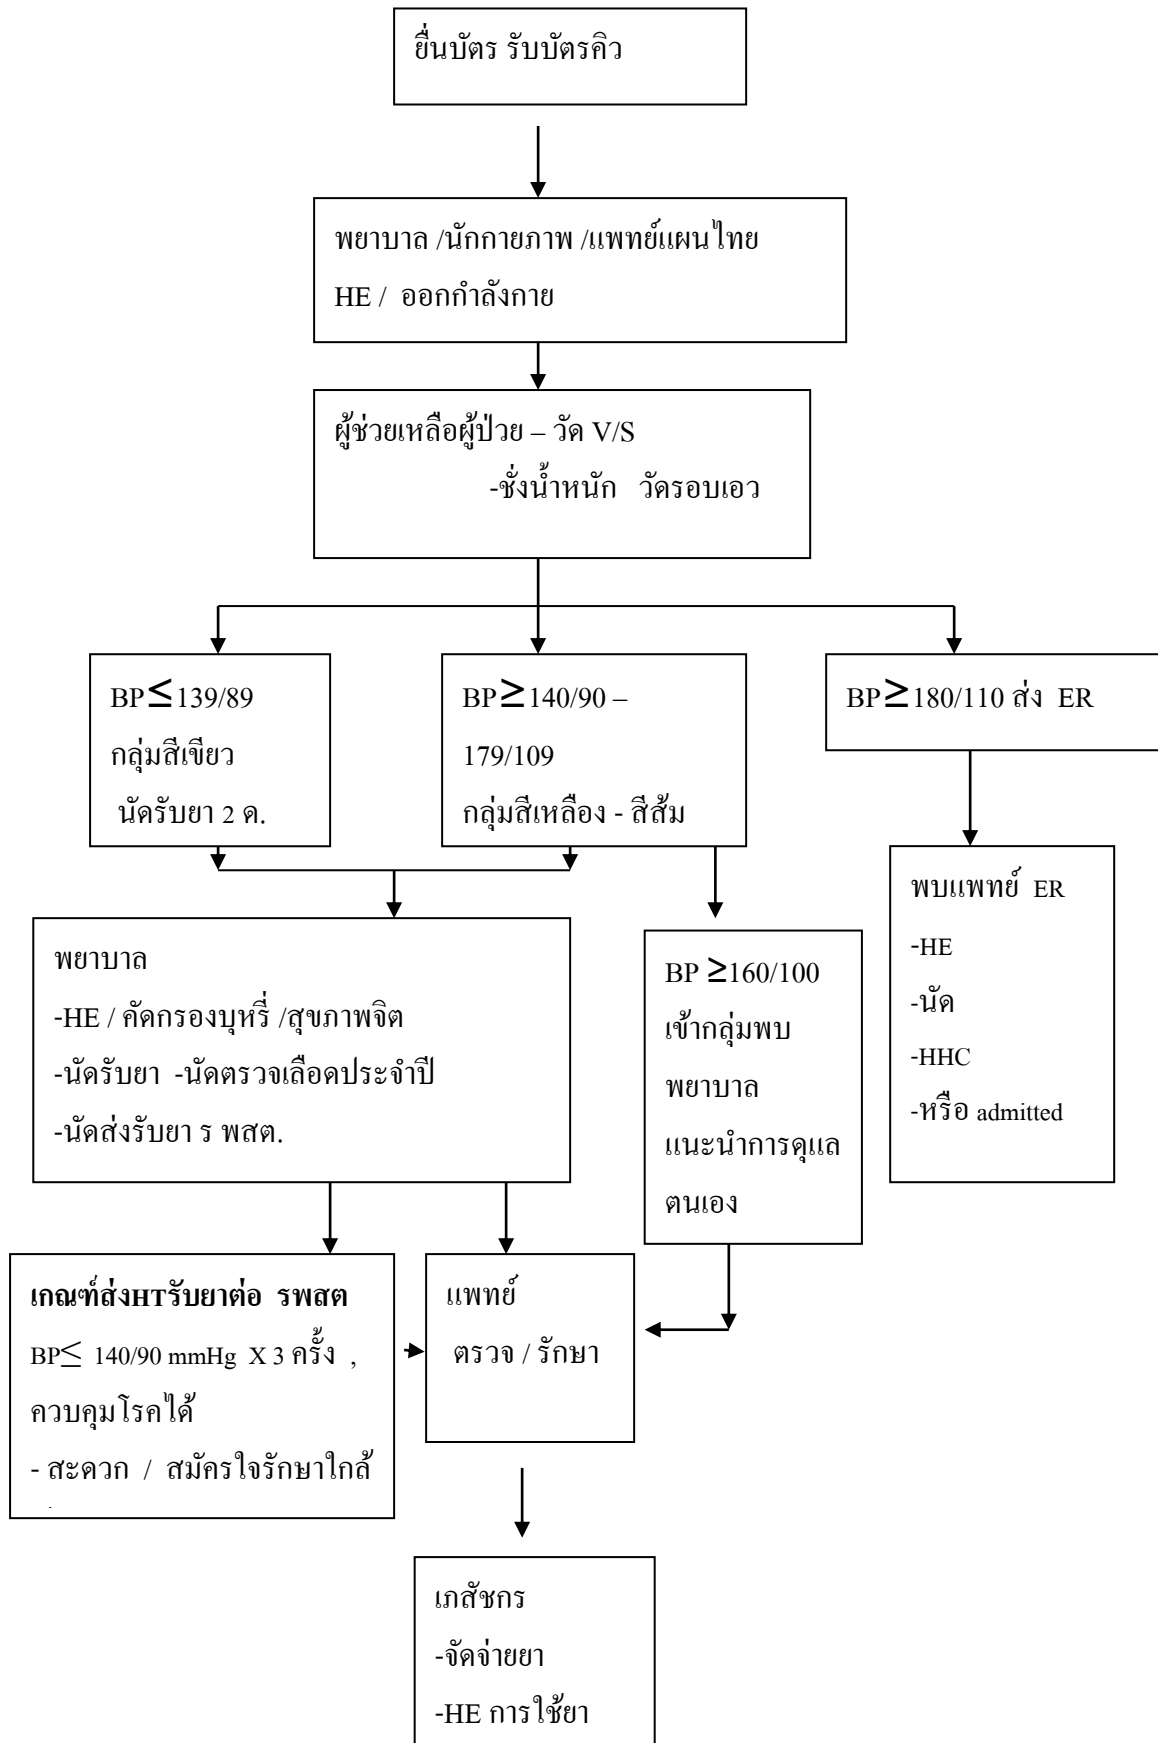 ยื่นบัตร รับบัตรคิว
พยาบาล /นักกายภาพ /แพทย์แผนไทย
HE / ออกกำลังกาย
ผู้ช่วยเหลือผู้ป่วย – วัด V/S
-ชั่งน้ำหนัก วัดรอบเอว
BP≤139/89
กลุ่มสีเขียว
นัดรับยา 2 ด.
BP≥140/90 –
179/109
กลุ่มสีเหลือง - สีส้ม
BP≥180/110 ส่ง ER
พบแพทย์ ER
-HE
-นัด
-HHC
-หรือ admitted
พยาบาล
-HE / คัดกรองบุหรี่ /สุขภาพจิต
-นัดรับยา -นัดตรวจเลือดประจำปี
-นัดส่งรับยา ร พสต.
BP ≥160/100
เข้ากลุ่มพบ
พยาบาล
แนะนำการดุแล
ตนเอง
เกณฑ์ส่งHTรับยาต่อ รพสต
BP≤ 140/90 mmHg X 3 ครั้ง ,
ควบคุมโรคได้
- สะดวก / สมัครใจรักษาใกล้
แพทย์
ตรวจ / รักษา
เภสัชกร
-จัดจ่ายยา
-HE การใช้ยา